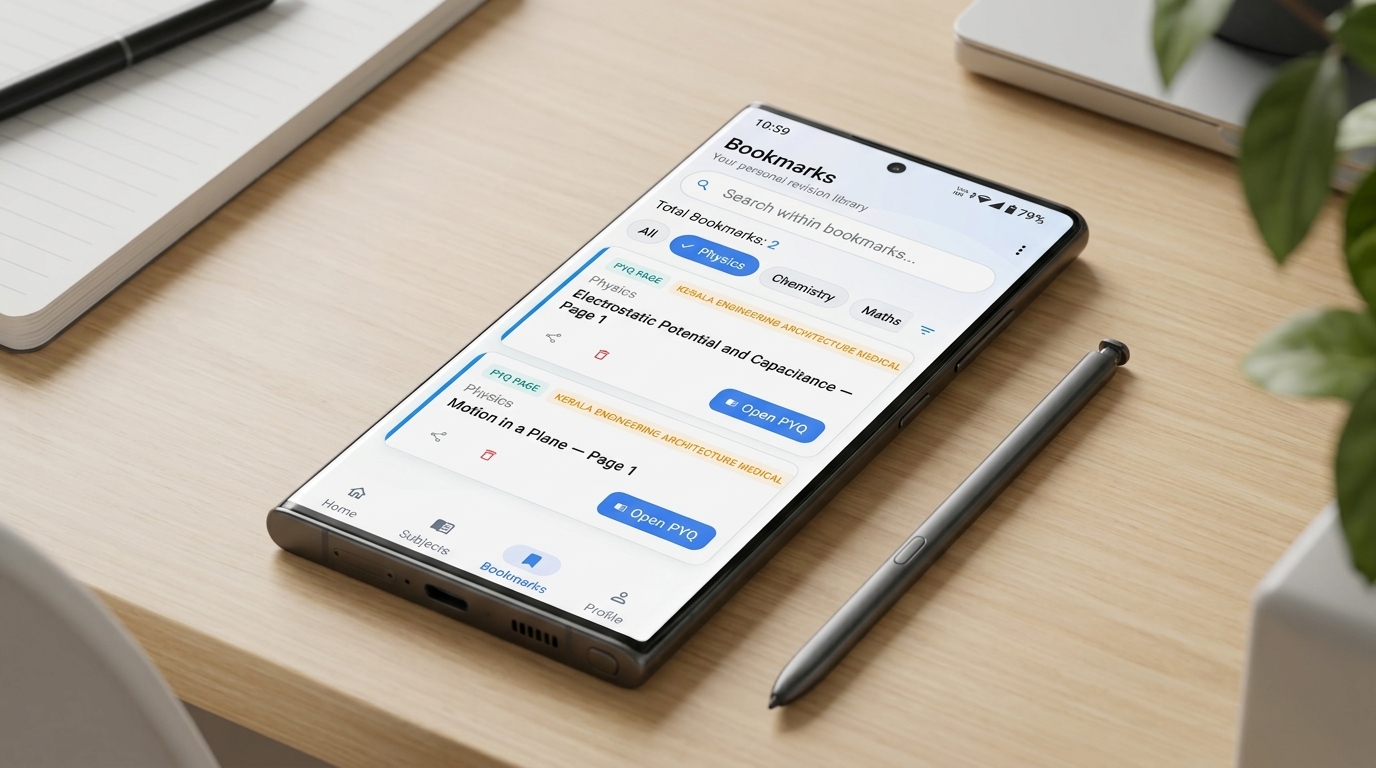 10:59
79%
Bookmarks
Your personal revision library
Search within bookmarks...
Total Bookmarks: 2
All
Physics
Chemistry
Maths
PYQ PAGE
KERALA ENGINEERING ARCHITECTURE MEDICAL
Physics
Electrostatic Potential and Capacitance —
Page 1
Open PYQ
PYQ PAGE
KERALA ENGINEERING ARCHITECTURE MEDICAL
Physics
Motion in a Plane — Page 1
Open PYQ
Home
Subjects
Bookmarks
Profile